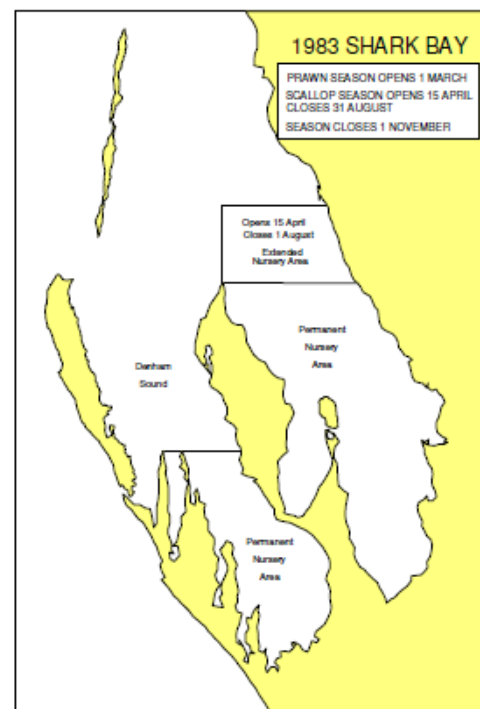 1983 SHARK BAY
PRAWN SEASON OPENS 1 MARCH
SCALLOP SEASON OPENS 15 APRIL
CLOSES 31 AUGUST
SEASON CLOSES 1 NOVEMBER
Opens 15 April
Closes 1 August
Extended
Nursery Area
Permanent
Nursery
Area
Denham
Sound
Permanent
Nursery
Area